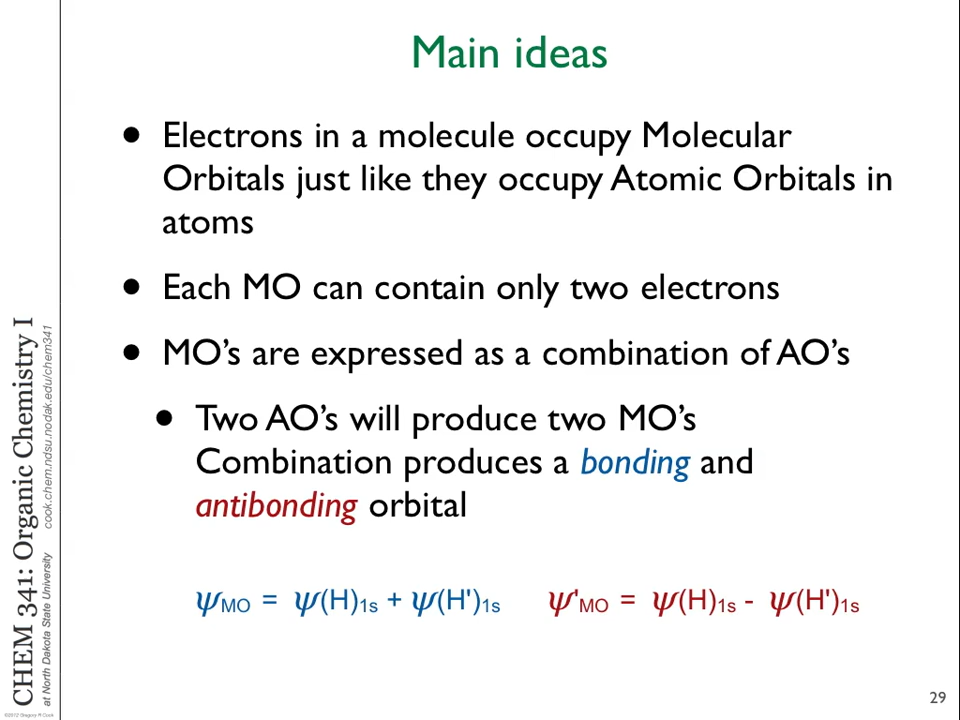 Main ideas
• Electrons in a molecule occupy Molecular
Orbitals just like they occupy Atomic Orbitals in
atoms
• Each MO can contain only two electrons
• MO’s are expressed as a combination of AO’s
• Two AO’s will produce two MO’s
Combination produces a bonding and
antibonding orbital
ψMO = ψ(H)1s + ψ(H')1s
ψ'MO = ψ(H)1s - ψ(H')1s
CHEM 341: Organic Chemistry I
at North Dakota State University cook.chem.ndsu.nodak.edu/chem341
©2012 Gregory R Cook
29